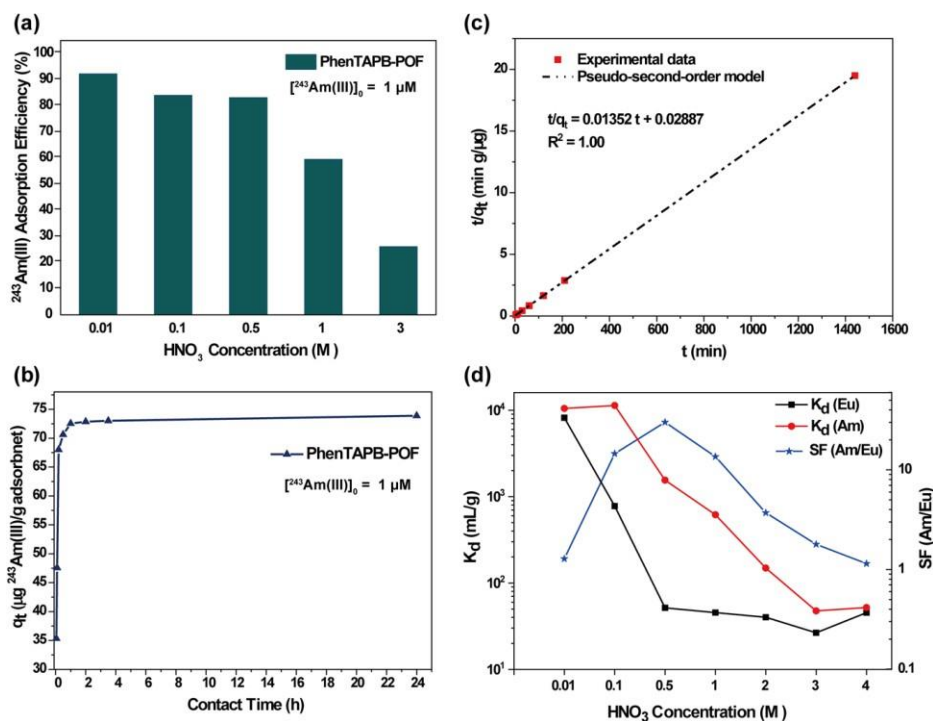 (a)
PhenTAPB-POF
[²⁴³Am(III)]₀ = 1 µM
²⁴³Am(III) Adsorption Efficiency (%)
100
90
80
70
60
50
40
30
20
10
0
0.01 0.1 0.5 1 3
HNO₃ Concentration (M )
(c)
Experimental data
Pseudo-second-order model
t/qₜ = 0.01352 t + 0.02887
R² = 1.00
t/qₜ (min g/µg)
20
15
10
5
0
0 200 400 600 800 1000 1200 1400 1600
t (min)
(b)
PhenTAPB-POF
[²⁴³Am(III)]₀ = 1 µM
qₜ (µg ²⁴³Am(III)/g adsorbnet)
75
70
65
60
55
50
45
40
35
30
0 2 4 6 8 10 12 14 16 18 20 22 24
Contact Time (h)
(d)
K_d (Eu)
K_d (Am)
SF (Am/Eu)
K_d (mL/g)
10⁴
10³
10²
10¹
SF (Am/Eu)
10
1
0.1
0.01 0.1 0.5 1 2 3 4
HNO₃ Concentration (M )